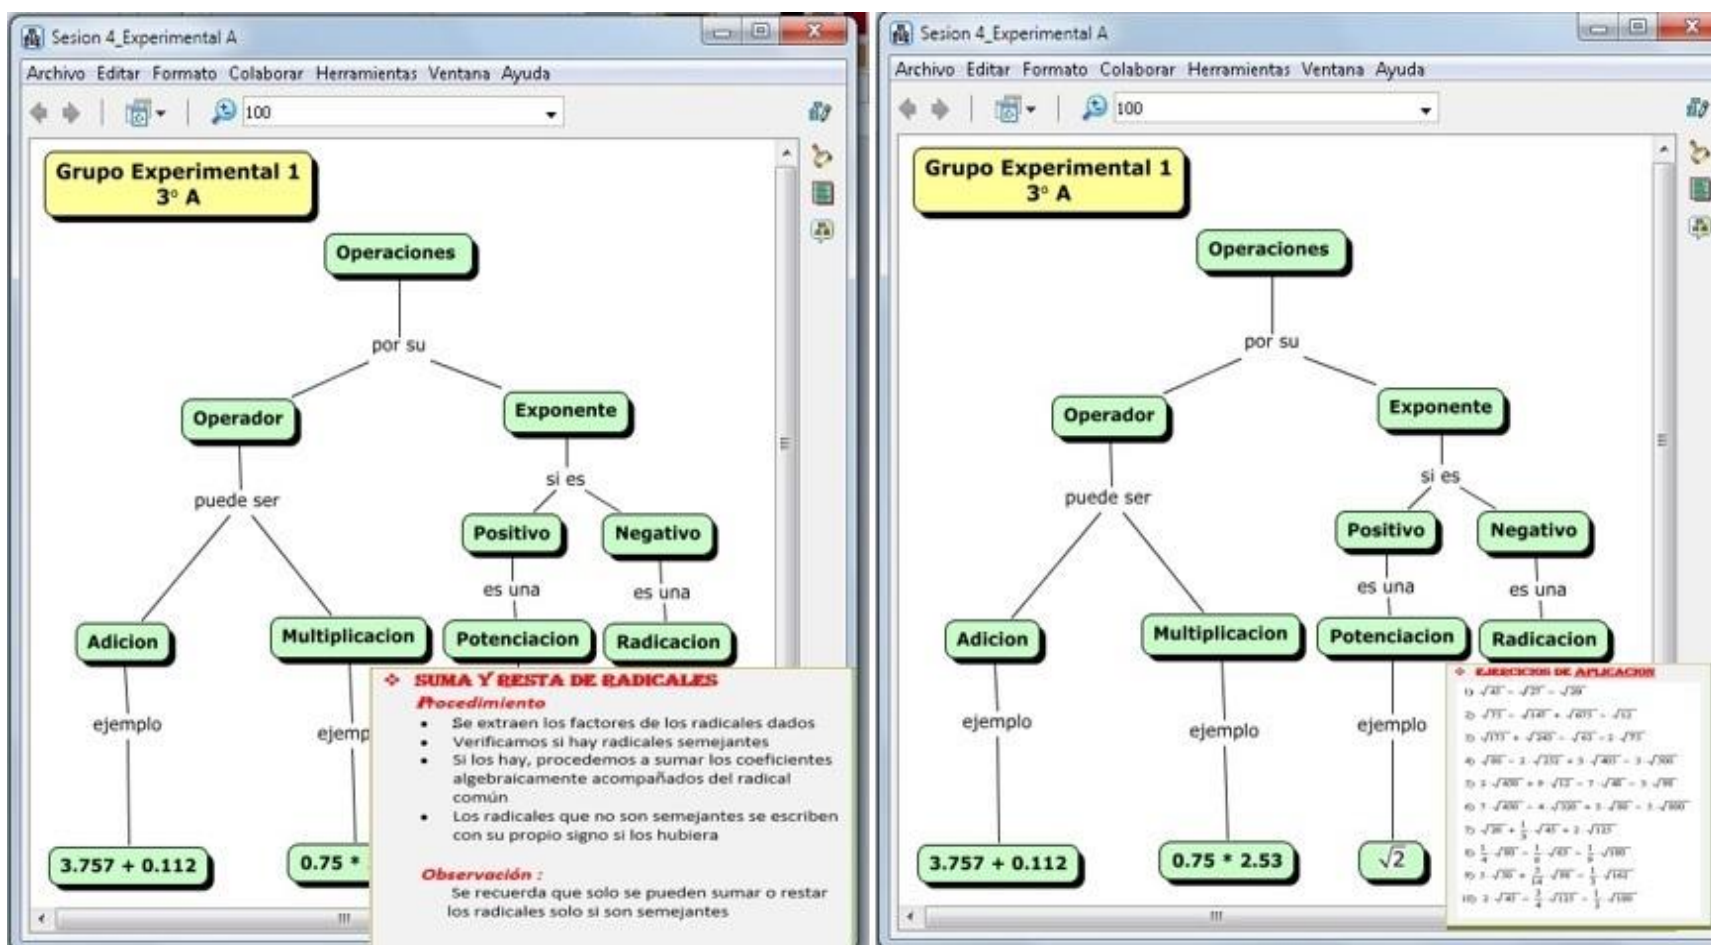 Sesion 4_Experimental A
Archivo Editar Formato Colaborar Herramientas Ventana Ayuda
100
Grupo Experimental 1
3° A
Operaciones
por su
Operador
Exponente
si es
puede ser
Positivo
Negativo
es una
es una
Adicion
Multiplicacion
Potenciacion
Radicacion
ejemplo
ejemp
3.757 + 0.112
0.75 *
❖ SUMA Y RESTA DE RADICALES
Procedimiento
• Se extraen los factores de los radicales dados
• Verificamos si hay radicales semejantes
• Si los hay, procedemos a sumar los coeficientes
algebraicamente acompañados del radical
común
• Los radicales que no son semejantes se escriben
con su propio signo si los hubiera
Observación :
Se recuerda que solo se pueden sumar o restar
los radicales solo si son semejantes
Sesion 4_Experimental A
Archivo Editar Formato Colaborar Herramientas Ventana Ayuda
100
Grupo Experimental 1
3° A
Operaciones
por su
Operador
Exponente
si es
puede ser
Positivo
Negativo
es una
es una
Adicion
Multiplicacion
Potenciacion
Radicacion
ejemplo
ejemplo
ejemplo
3.757 + 0.112
0.75 * 2.53
√2
❖ EJERCICIOS DE APLICACION